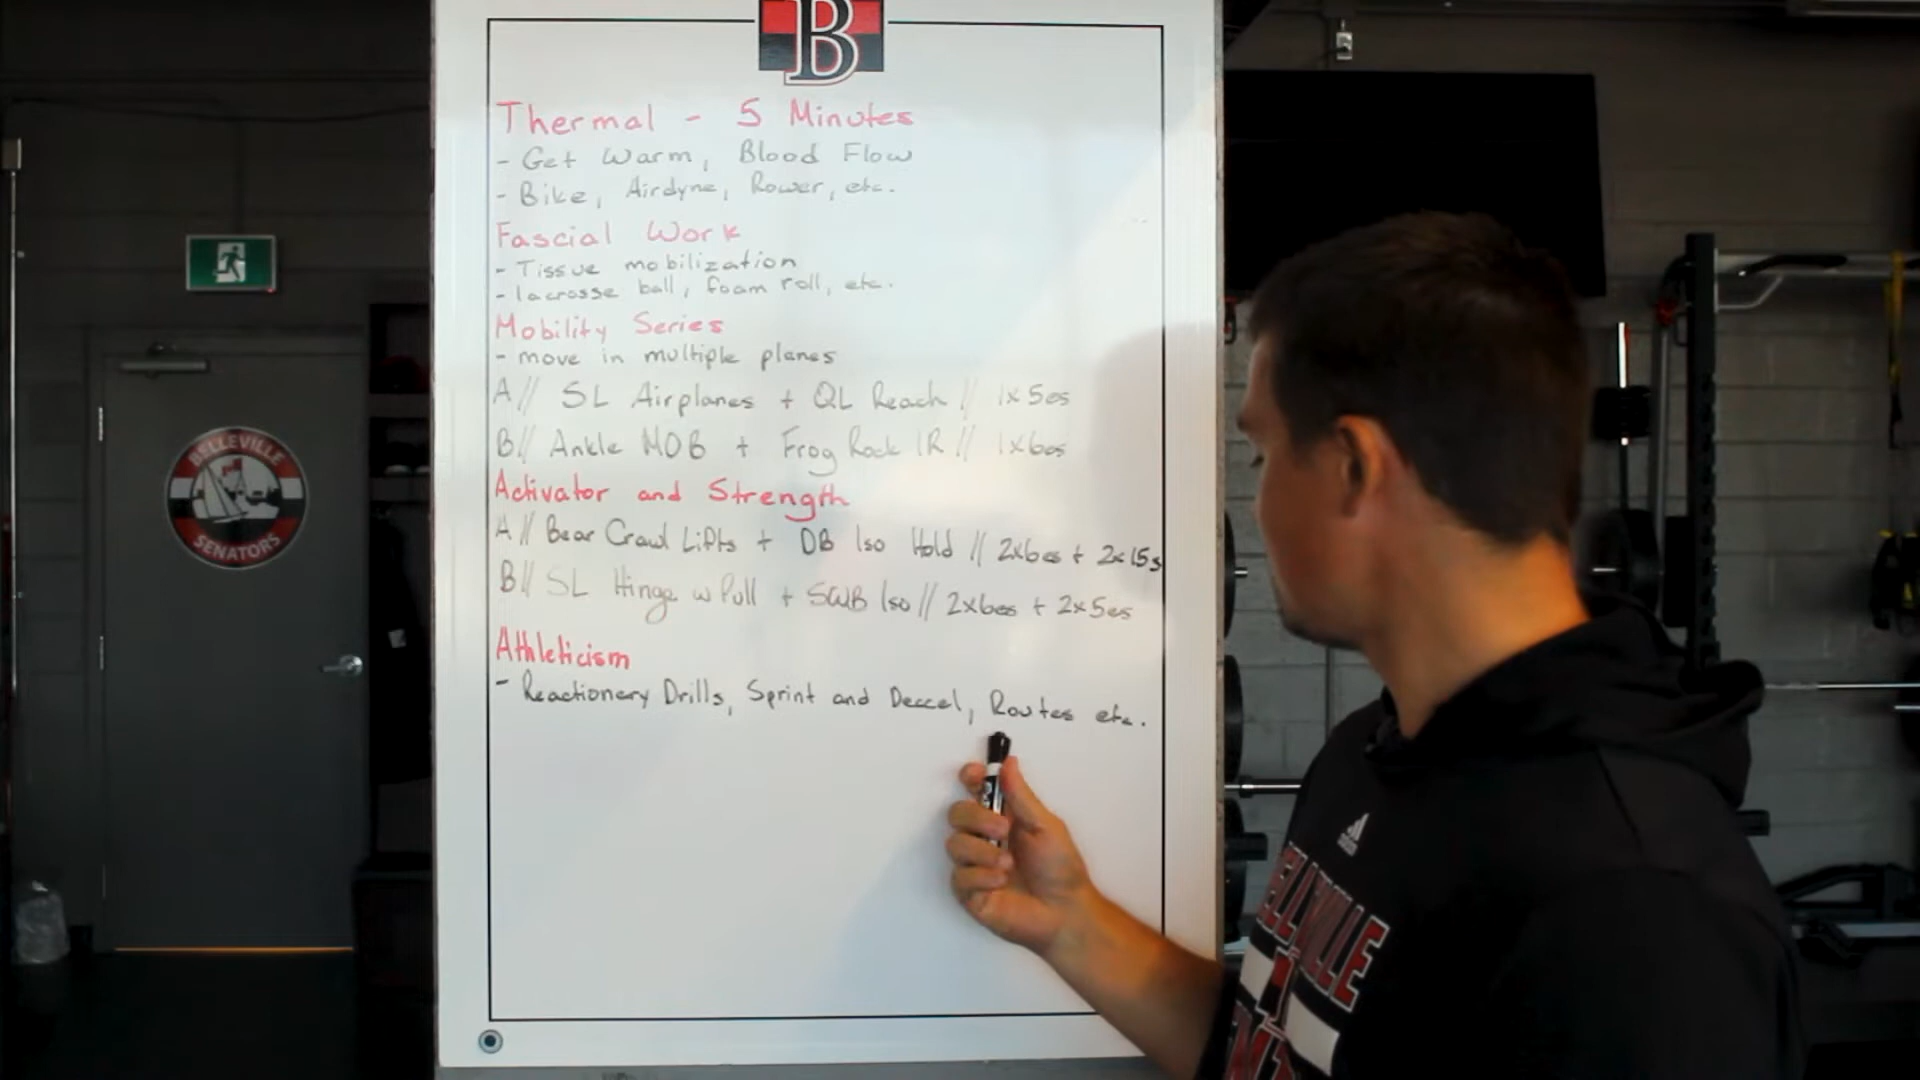 B
Thermal - 5 Minutes
- Get Warm, Blood Flow
- Bike, Airdyne, Rower, etc.
Fascial Work
- Tissue mobilization
- lacrosse ball, foam roll, etc.
Mobility Series
- move in multiple planes
A// SL Airplanes + QL Reach // 1x5es
B// Ankle MOB + Frog Rock IR // 1x6es
Activator and Strength
A// Bear Crawl Lifts + DB Iso Hold // 2x6es + 2x15s
B// SL Hinge w Pull + SWB Iso // 2x6es + 2x5es
Athleticism
- Reactionary Drills, Sprint and Deccel, Routes etc.
BELLEVILLE
SENATORS
adidas